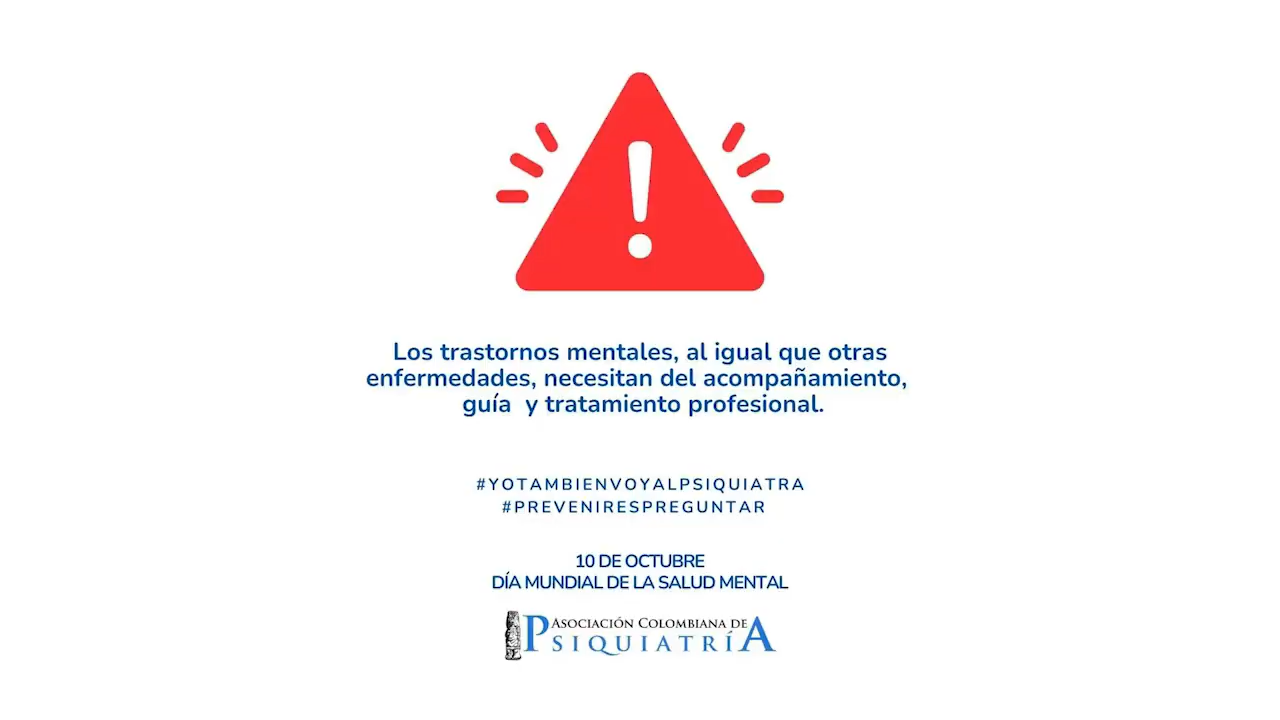 Los trastornos mentales, al igual que otras
enfermedades, necesitan del acompañamiento,
guía  y tratamiento profesional.
#YOTAMBIENVOYALPSIQUIATRA
#PREVENIRESPREGUNTAR
10 DE OCTUBRE
DÍA MUNDIAL DE LA SALUD MENTAL
ASOCIACIÓN COLOMBIANA DE
PSIQUIATRÍA